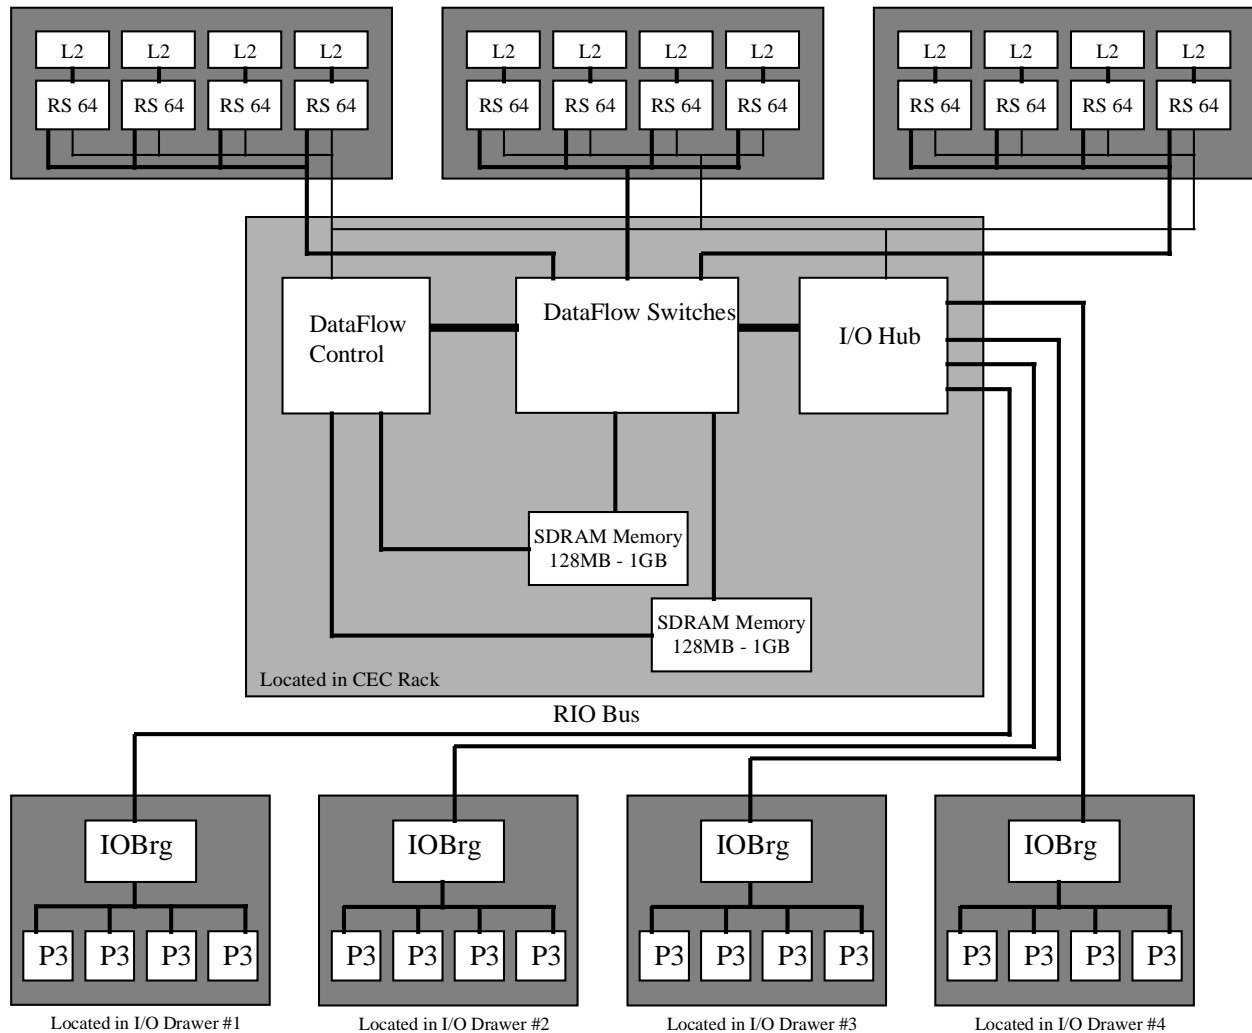 L2 L2 L2 L2 L2 L2 L2 L2 L2 L2 L2 L2
RS 64 RS 64 RS 64 RS 64 RS 64 RS 64 RS 64 RS 64 RS 64 RS 64 RS 64 RS 64
DataFlow
Control
DataFlow Switches
I/O Hub
SDRAM Memory
128MB - 1GB
SDRAM Memory
128MB - 1GB
Located in CEC Rack
RIO Bus
IOBrg IOBrg IOBrg IOBrg
P3 P3 P3 P3 P3 P3 P3 P3 P3 P3 P3 P3 P3 P3 P3 P3
Located in I/O Drawer #1 Located in I/O Drawer #2 Located in I/O Drawer #3 Located in I/O Drawer #4